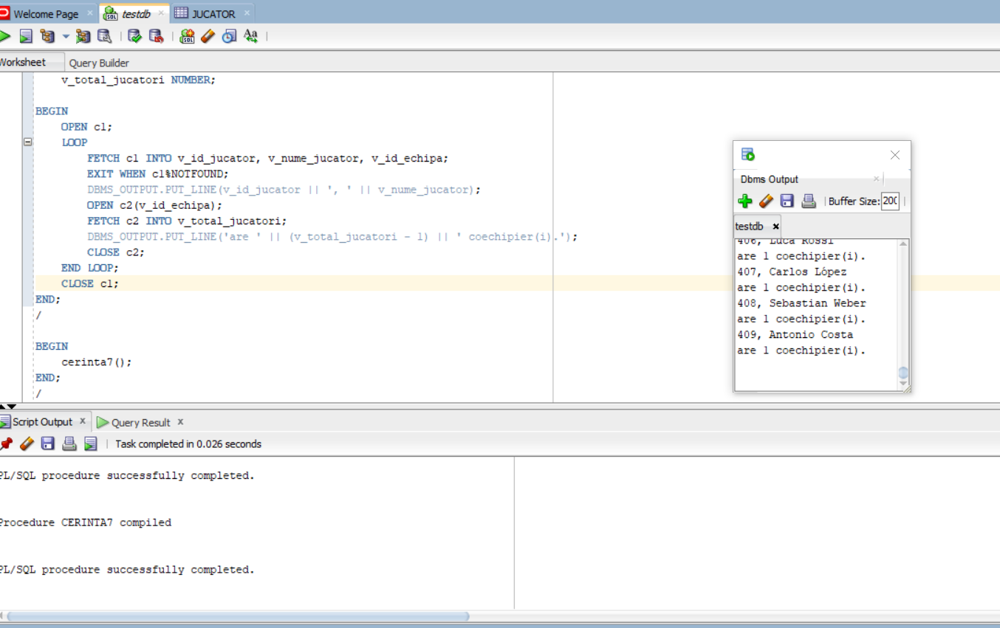 Welcome Page
testdb
JUCATOR
Worksheet
Query Builder
v_total_jucatori NUMBER;
BEGIN
OPEN c1;
LOOP
FETCH c1 INTO v_id_jucator, v_nume_jucator, v_id_echipa;
EXIT WHEN c1%NOTFOUND;
DBMS_OUTPUT.PUT_LINE(v_id_jucator || ', ' || v_nume_jucator);
OPEN c2(v_id_echipa);
FETCH c2 INTO v_total_jucatori;
DBMS_OUTPUT.PUT_LINE('are ' || (v_total_jucatori - 1) || ' coechipier(i).');
CLOSE c2;
END LOOP;
CLOSE c1;
END;
/
BEGIN
cerinta7();
END;
/
Dbms Output
Buffer Size: 200
testdb
406, Luca Rossi
are 1 coechipier(i).
407, Carlos López
are 1 coechipier(i).
408, Sebastian Weber
are 1 coechipier(i).
409, Antonio Costa
are 1 coechipier(i).
Script Output
Query Result
Task completed in 0.026 seconds
PL/SQL procedure successfully completed.
Procedure CERINTA7 compiled
PL/SQL procedure successfully completed.